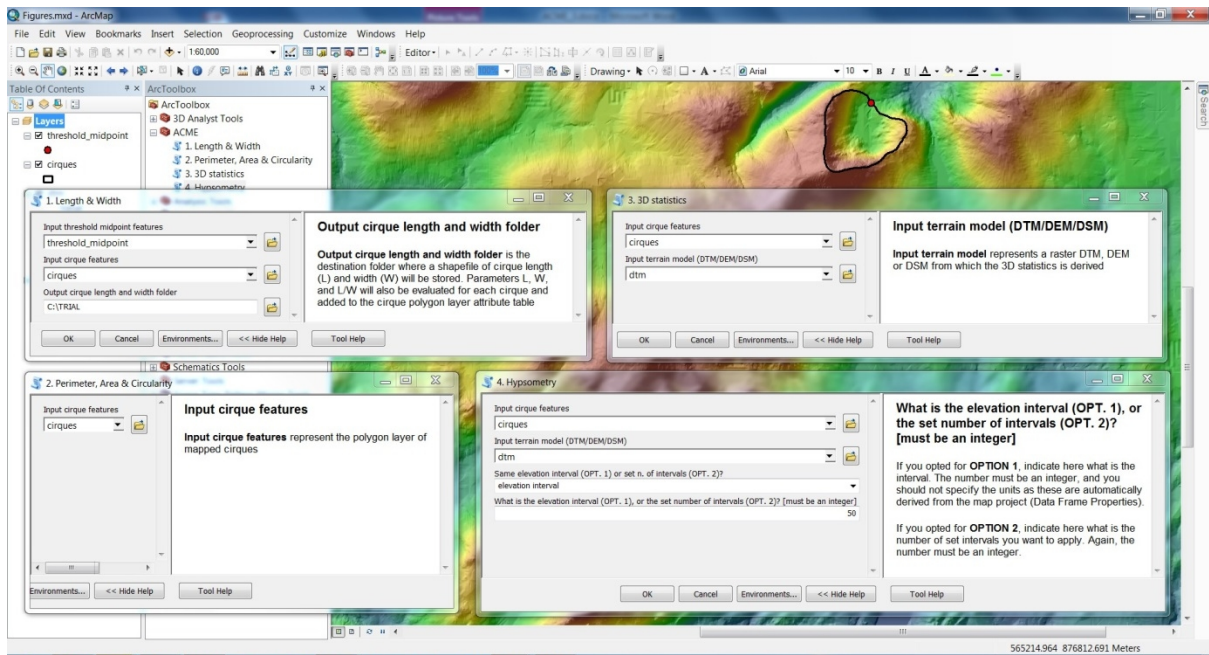 Figures.mxd - ArcMap
File Edit View Bookmarks Insert Selection Geoprocessing Customize Windows Help
1:60,000 Editor
Drawing Arial 10 B I U A
Table Of Contents
ArcToolbox
Search
Layers
threshold_midpoint
cirques
ArcToolbox
3D Analyst Tools
ACME
1. Length & Width
2. Perimeter, Area & Circularity
3. 3D statistics
4. Hypsometry
Schematics Tools
1. Length & Width
Input threshold midpoint features
threshold_midpoint
Input cirque features
cirques
Output cirque length and width folder
C:\TRIAL
Output cirque length and width folder
Output cirque length and width folder is the
destination folder where a shapefile of cirque length
(L) and width (W) will be stored. Parameters L, W,
and L/W will also be evaluated for each cirque and
added to the cirque polygon layer attribute table
OK Cancel Environments... << Hide Help Tool Help
3. 3D statistics
Input cirque features
cirques
Input terrain model (DTM/DEM/DSM)
dtm
Input terrain model (DTM/DEM/DSM)
Input terrain model represents a raster DTM, DEM
or DSM from which the 3D statistics is derived
OK Cancel Environments... << Hide Help Tool Help
2. Perimeter, Area & Circularity
Input cirque features
cirques
Input cirque features
Input cirque features represent the polygon layer of
mapped cirques
Environments... << Hide Help Tool Help
4. Hypsometry
Input cirque features
cirques
Input terrain model (DTM/DEM/DSM)
dtm
Same elevation interval (OPT. 1) or set n. of intervals (OPT. 2)?
elevation interval
What is the elevation interval (OPT. 1), or the set number of intervals (OPT. 2)? [must be an integer]
50
What is the elevation interval (OPT. 1), or
the set number of intervals (OPT. 2)?
[must be an integer]
If you opted for OPTION 1, indicate here what is the
interval. The number must be an integer, and you
should not specify the units as these are automatically
derived from the map project (Data Frame Properties).
If you opted for OPTION 2, indicate here what is the
number of set intervals you want to apply. Again, the
number must be an integer.
OK Cancel Environments... << Hide Help Tool Help
565214.964 876812.691 Meters